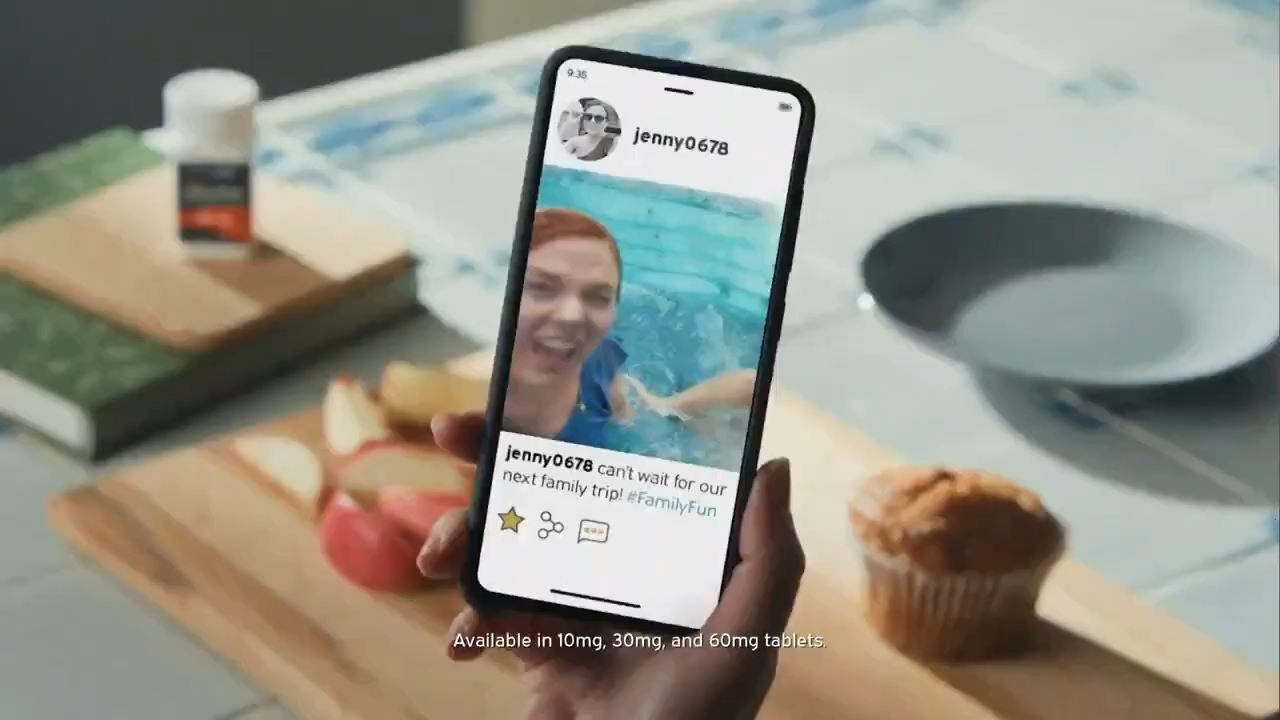 9:35
jenny0678
jenny0678 can't wait for our
next family trip! #FamilyFun
Available in 10mg, 30mg, and 60mg tablets.